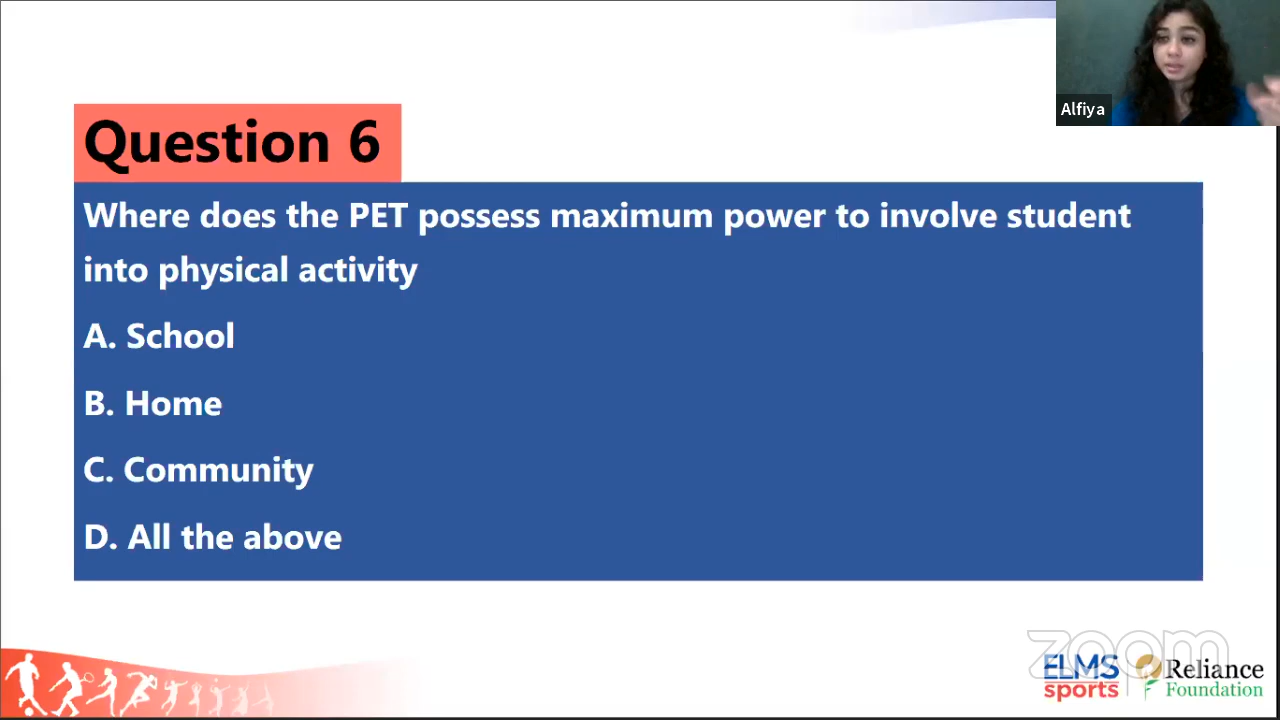 Alfiya
Question 6
Where does the PET possess maximum power to involve student
into physical activity
A. School
B. Home
C. Community
D. All the above
zoom
ELMS
sports
Reliance
Foundation